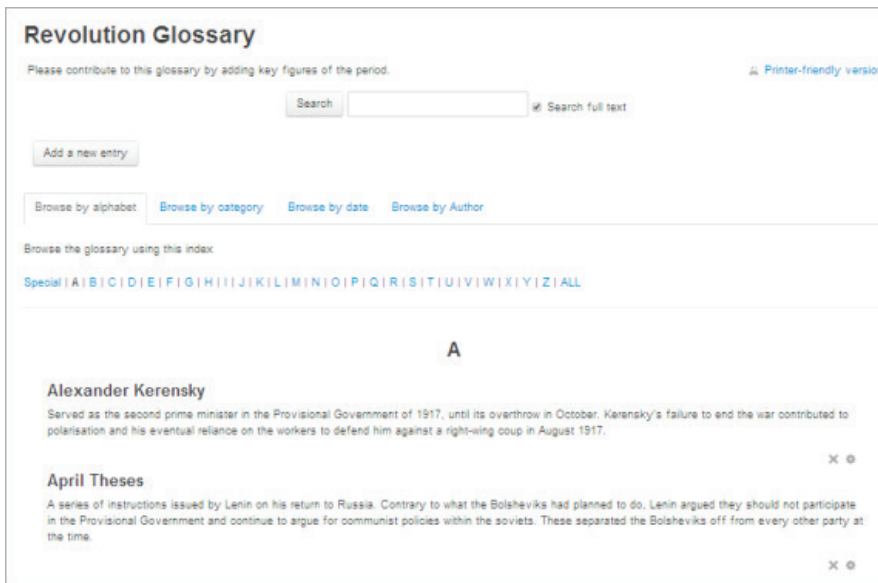 Revolution Glossary
Please contribute to this glossary by adding key figures of the period.
Printer-friendly versio
Search
Search full text
Add a new entry
Browse by alphabet Browse by category Browse by date Browse by Author
Browse the glossary using this index
Special | A | B | C | D | E | F | G | H | I | J | K | L | M | N | O | P | Q | R | S | T | U | V | W | X | Y | Z | ALL
A
Alexander Kerensky
Served as the second prime minister in the Provisional Government of 1917, until its overthrow in October. Kerensky's failure to end the war contributed to
polarisation and his eventual reliance on the workers to defend him against a right-wing coup in August 1917.
April Theses
A series of instructions issued by Lenin on his return to Russia. Contrary to what the Bolsheviks had planned to do, Lenin argued they should not participate
in the Provisional Government and continue to argue for communist policies within the soviets. These separated the Bolsheviks off from every other party at
the time.